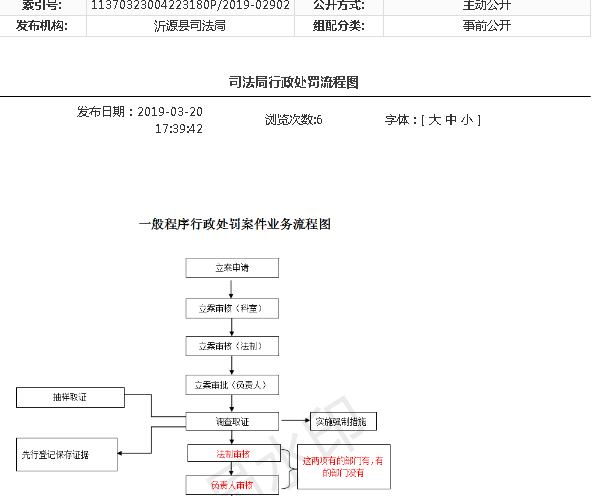 索引号: 11370323004223180P/2019-02902 公开方式: 主动公开
发布机构: 沂源县司法局 组配分类: 事前公开
司法局行政处罚流程图
发布日期：2019-03-20 17:39:42 浏览次数:6 字体：[ 大 中 小 ]
一般程序行政处罚案件业务流程图
立案申请
立案审核（科室）
立案审核（法制）
立案审批（负责人）
抽样取证
调查取证
实施强制措施
先行登记保存证据
法制审核
这两项有的部门有,有
的部门没有
负责人审核